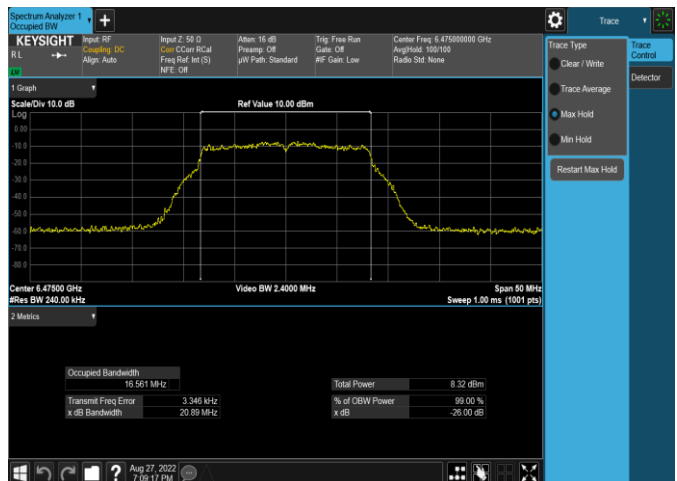 Spectrum Analyzer 1
Occupied BW
+
KEYSIGHT
R L
LW
Input: RF
Coupling: DC
Align: Auto
Input Z: 50 Ω
Corr CCorr RCal
Freq Ref: Int (S)
NFE: Off
Atten: 16 dB
Preamp: Off
µW Path: Standard
Trig: Free Run
Gate: Off
#IF Gain: Low
Center Freq: 6.475000000 GHz
Avg|Hold: 100/100
Radio Std: None
1 Graph
Scale/Div 10.0 dB
Ref Value 10.00 dBm
Log
0.00
-10.0
-20.0
-30.0
-40.0
-50.0
-60.0
-70.0
-80.0
Center 6.47500 GHz
#Res BW 240.00 kHz
Video BW 2.4000 MHz
Span 50 MHz
Sweep 1.00 ms (1001 pts)
2 Metrics
Occupied Bandwidth
16.561 MHz
Transmit Freq Error 3.346 kHz
x dB Bandwidth 20.89 MHz
Total Power 8.32 dBm
% of OBW Power 99.00 %
x dB -26.00 dB
Aug 27, 2022
7:09:17 PM
?
Trace
Trace Type
Clear / Write
Trace Average
Max Hold
Min Hold
Restart Max Hold
Trace
Control
Detector